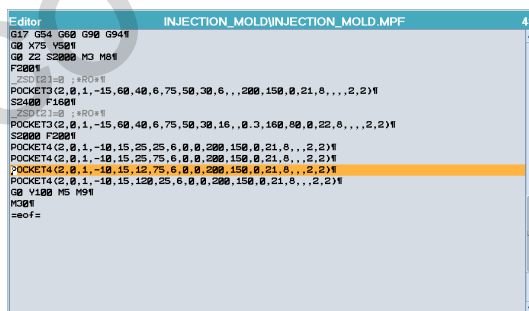 Editor INJECTION_MOLD\INJECTION_MOLD.MPF 4
G17 G54 G60 G90 G94¶
G0 X75 Y50¶
G0 Z2 S2000 M3 M8¶
F200¶
_ZSD[2]=0 ;*RO*¶
POCKET3(2,0,1,-15,60,40,6,75,50,30,6,,,200,150,0,21,8,,,,2,2)¶
S2400 F160¶
_ZSD[2]=0 ;*RO*¶
POCKET3(2,0,1,-15,60,40,6,75,50,30,16,,0.3,160,80,0,22,8,,,,2,2)¶
S2000 F200¶
POCKET4(2,0,1,-10,15,25,25,6,0,0,200,150,0,21,8,,,2,2)¶
POCKET4(2,0,1,-10,15,25,75,6,0,0,200,150,0,21,8,,,2,2)¶
POCKET4(2,0,1,-10,15,12,75,6,0,0,200,150,0,21,8,,,2,2)¶
POCKET4(2,0,1,-10,15,120,25,6,0,0,200,150,0,21,8,,,2,2)¶
G0 Y100 M5 M9¶
M30¶
=eof=